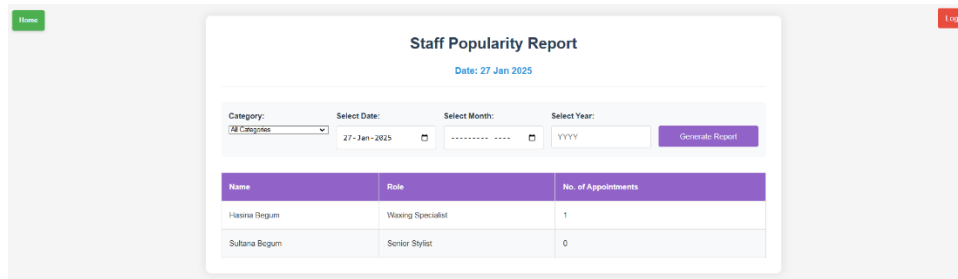 Home
Log
Staff Popularity Report
Date: 27 Jan 2025
Category: Select Date: Select Month: Select Year:
All Categories 27-Jan-2025 --------- ---- YYYY Generate Report
Name Role No. of Appointments
Hasina Begum Waxing Specialist 1
Sultana Begum Senior Stylist 0